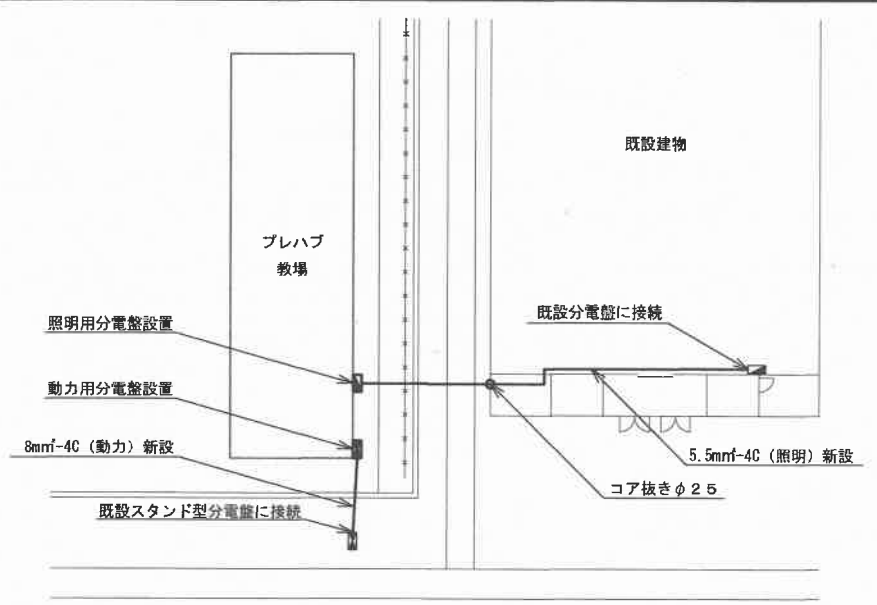 既設建物
プレハブ
教場
既設分電盤に接続
照明用分電盤設置
動力用分電盤設置
8mm²-4C（動力）新設
5.5mm²-4C（照明）新設
コア抜きφ２５
既設スタンド型分電盤に接続